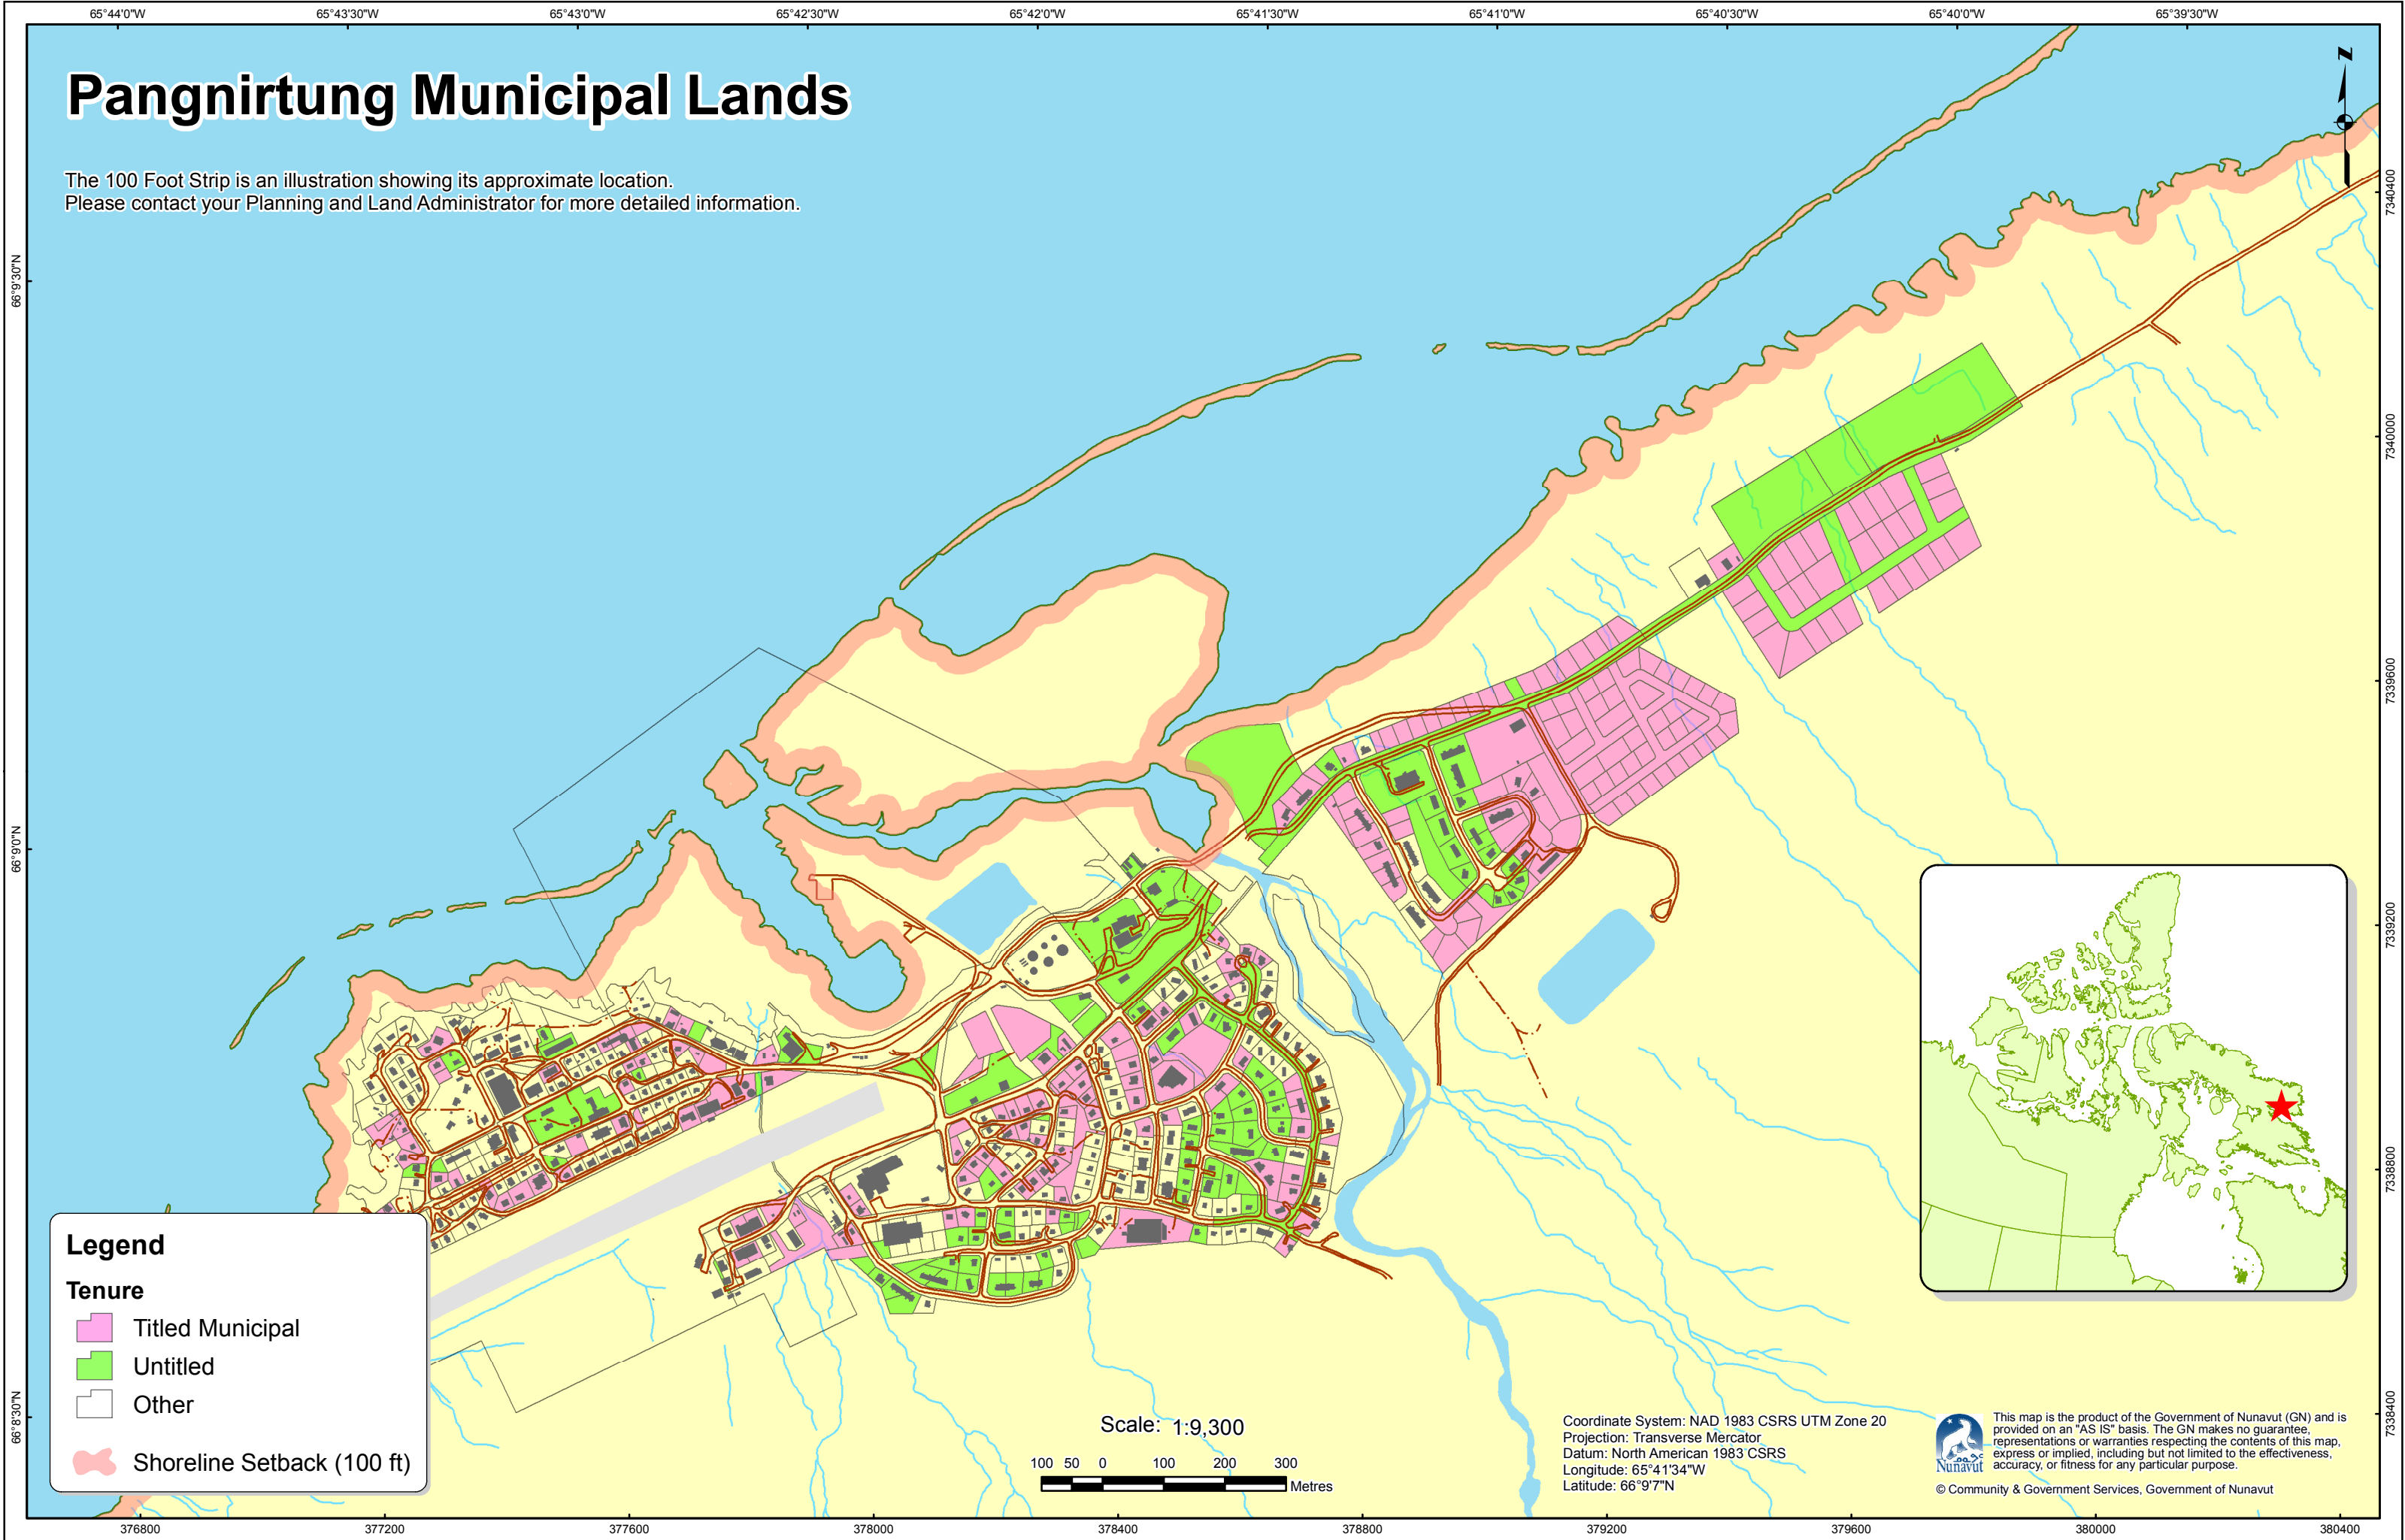 65°44'0"W 65°43'30"W 65°43'0"W 65°42'30"W 65°42'0"W 65°41'30"W 65°41'0"W 65°40'30"W 65°40'0"W 65°39'30"W
Pangnirtung Municipal Lands
The 100 Foot Strip is an illustration showing its approximate location.
Please contact your Planning and Land Administrator for more detailed information.
N
66°9'30"N
66°9'0"N
66°8'30"N
7340400
7340000
7339600
7339200
7338800
7338400
Legend
Tenure
Titled Municipal
Untitled
Other
Shoreline Setback (100 ft)
Scale: 1:9,300
100 50 0 100 200 300
Metres
Coordinate System: NAD 1983 CSRS UTM Zone 20
Projection: Transverse Mercator
Datum: North American 1983 CSRS
Longitude: 65°41'34"W
Latitude: 66°9'7"N
Nunavut
This map is the product of the Government of Nunavut (GN) and is
provided on an "AS IS" basis. The GN makes no guarantee,
representations or warranties respecting the contents of this map,
express or implied, including but not limited to the effectiveness,
accuracy, or fitness for any particular purpose.
© Community & Government Services, Government of Nunavut
376800 377200 377600 378000 378400 378800 379200 379600 380000 380400